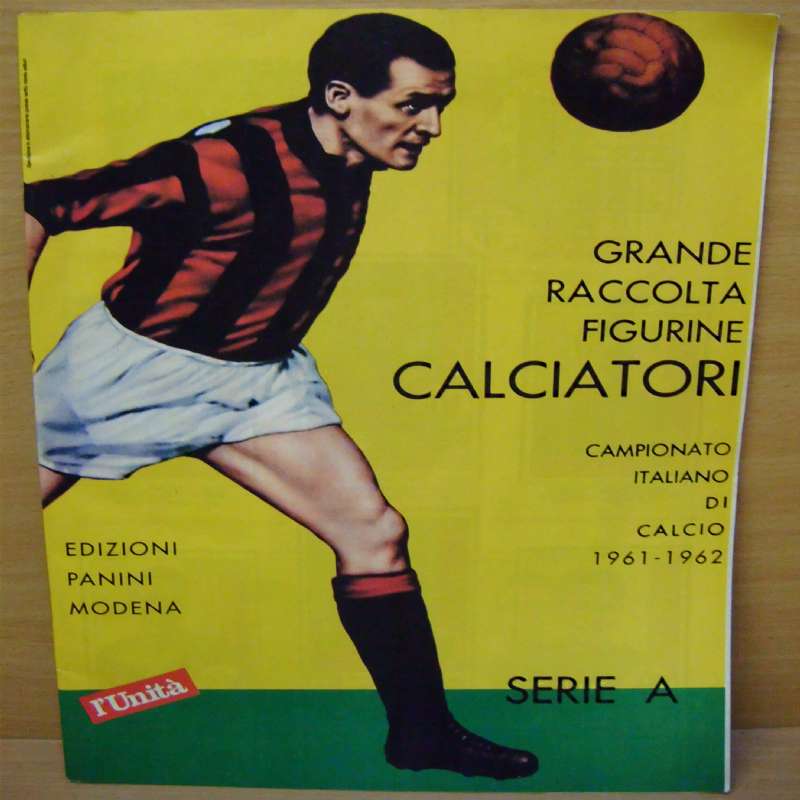 GRANDE
RACCOLTA
FIGURINE
CALCIATORI
CAMPIONATO
ITALIANO
DI
CALCIO
1961-1962
EDIZIONI
PANINI
MODENA
l'Unità
SERIE A